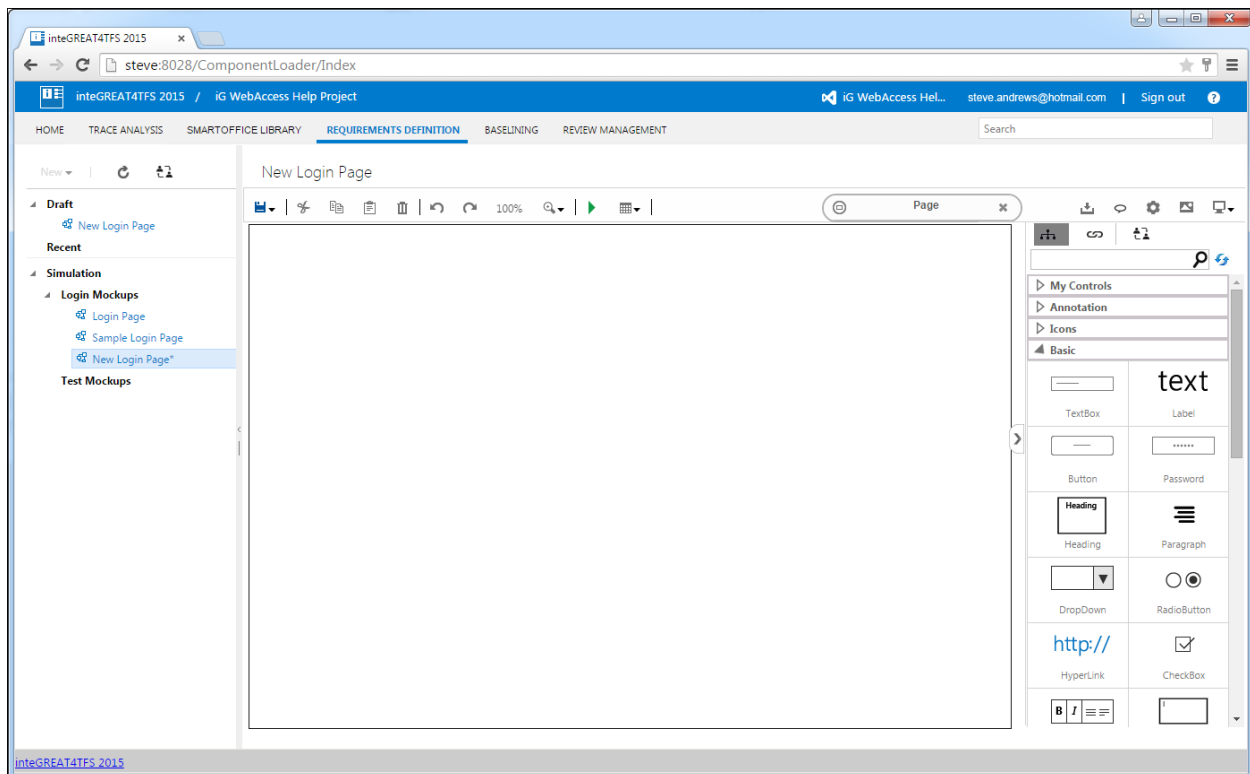 inteGREAT4TFS 2015
steve:8028/ComponentLoader/Index
inteGREAT4TFS 2015 / iG WebAccess Help Project
iG WebAccess Hel... steve.andrews@hotmail.com | Sign out ?
HOME TRACE ANALYSIS SMARTOFFICE LIBRARY REQUIREMENTS DEFINITION BASELINING REVIEW MANAGEMENT Search
New
New Login Page
Draft
New Login Page
Recent
Simulation
Login Mockups
Login Page
Sample Login Page
New Login Page*
Test Mockups
100%
Page
My Controls
Annotation
Icons
Basic
text
TextBox Label
Button Password
Heading
Heading Paragraph
DropDown RadioButton
http://
HyperLink CheckBox
B I
inteGREAT4TFS 2015